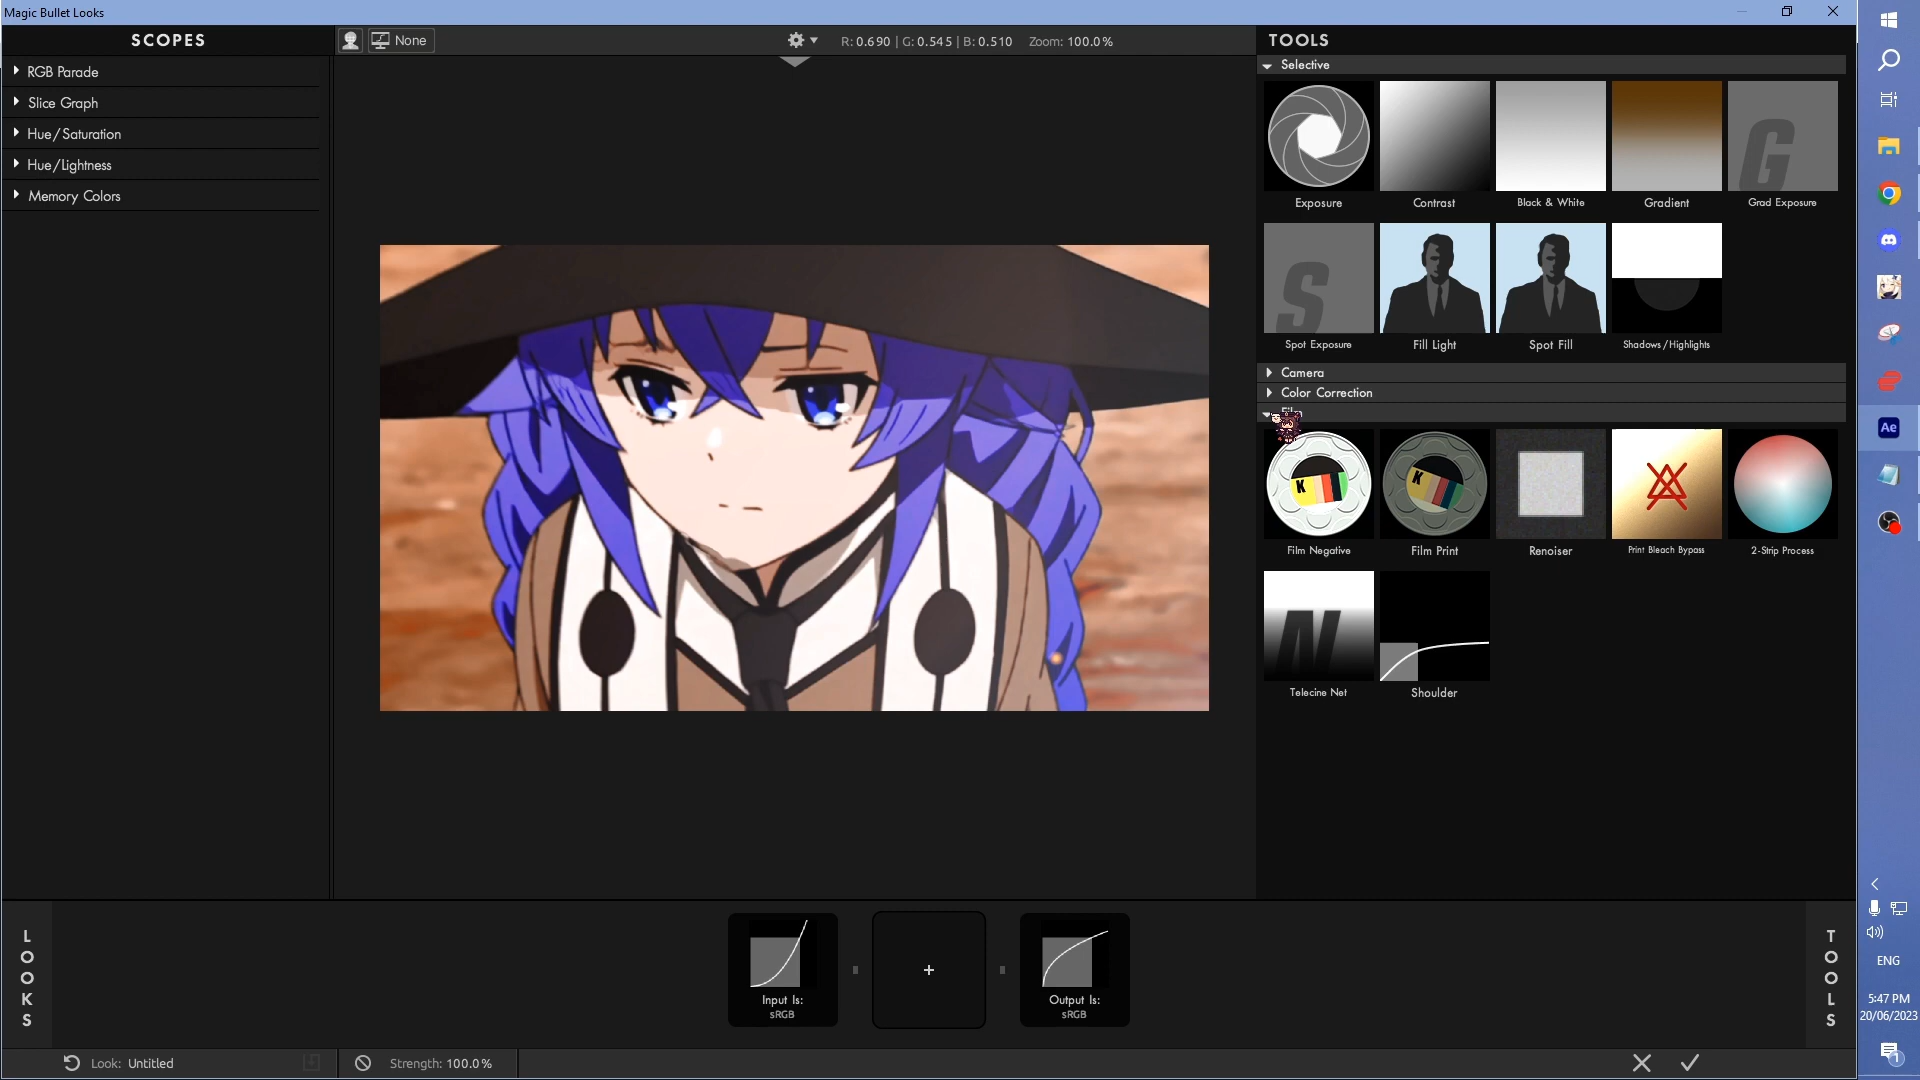 Magic Bullet Looks
SCOPES
RGB Parade
Slice Graph
Hue/Saturation
Hue/Lightness
Memory Colors
None
R: 0.690 | G: 0.545 | B: 0.510
Zoom: 100.0%
TOOLS
Selective
Exposure
Contrast
Black & White
Gradient
G
Grad Exposure
S
Spot Exposure
Fill Light
Spot Fill
Shadows/Highlights
Camera
Color Correction
K
K
Film Negative
Film Print
Renoiser
Print Bleach Bypass
2-Strip Process
N
Telecine Net
Shoulder
LOOKS
Input Is:
sRGB
+
Output Is:
sRGB
TOOLS
Look: Untitled
Strength: 100.0%
Ae
ENG
5:47 PM
20/06/2023
1